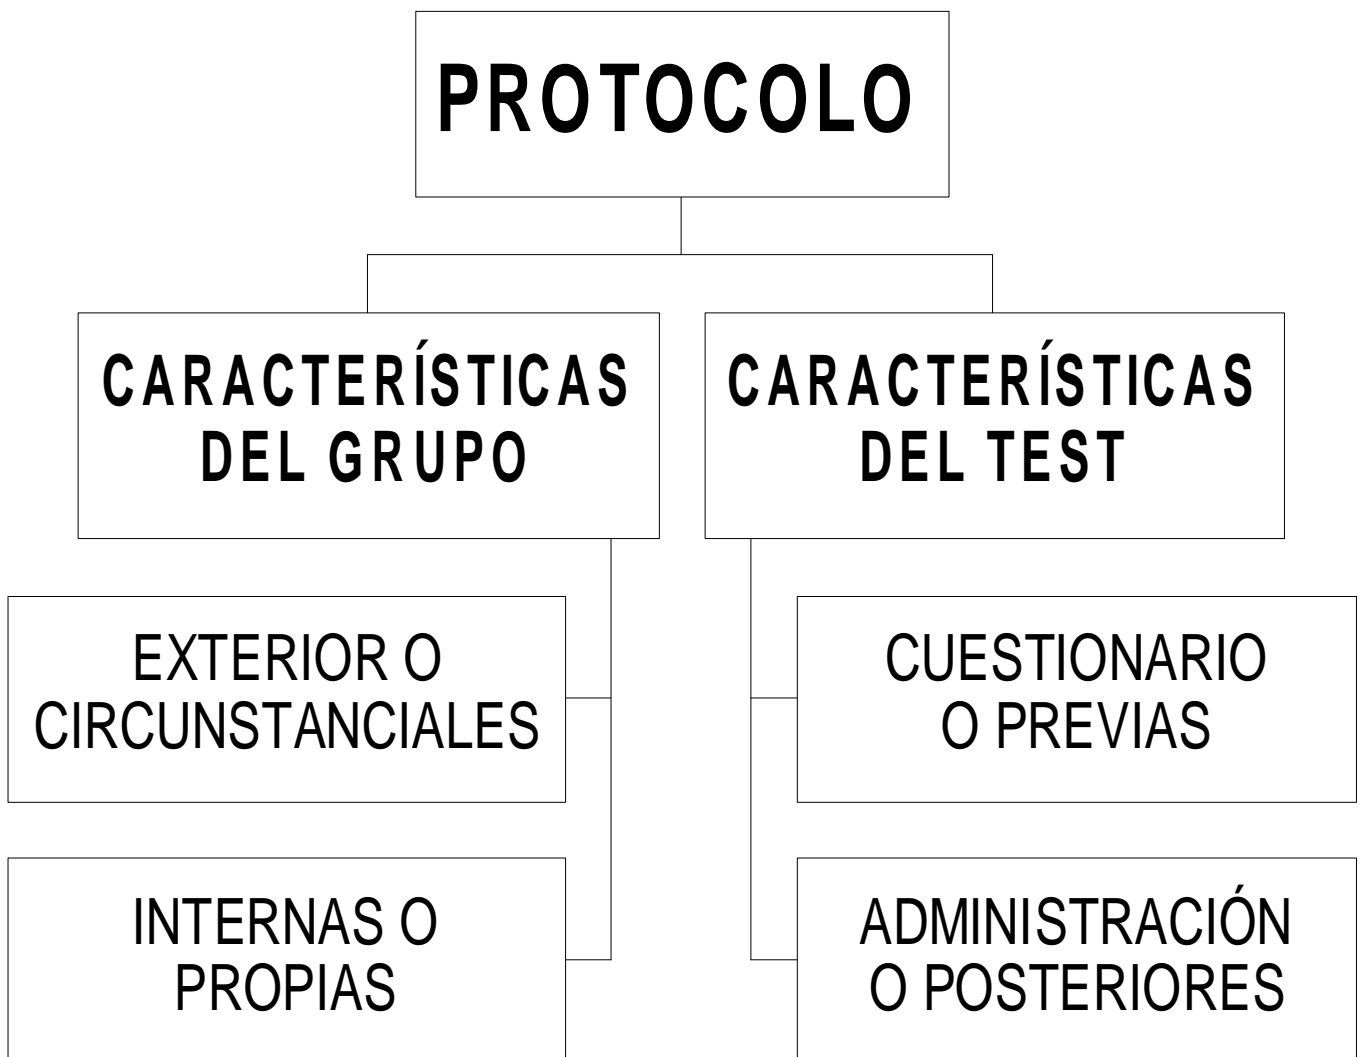 PROTOCOLO
CARACTERÍSTICAS
DEL GRUPO
CARACTERÍSTICAS
DEL TEST
EXTERIOR O
CIRCUNSTANCIALES
CUESTIONARIO
O PREVIAS
INTERNAS O
PROPIAS
ADMINISTRACIÓN
O POSTERIORES